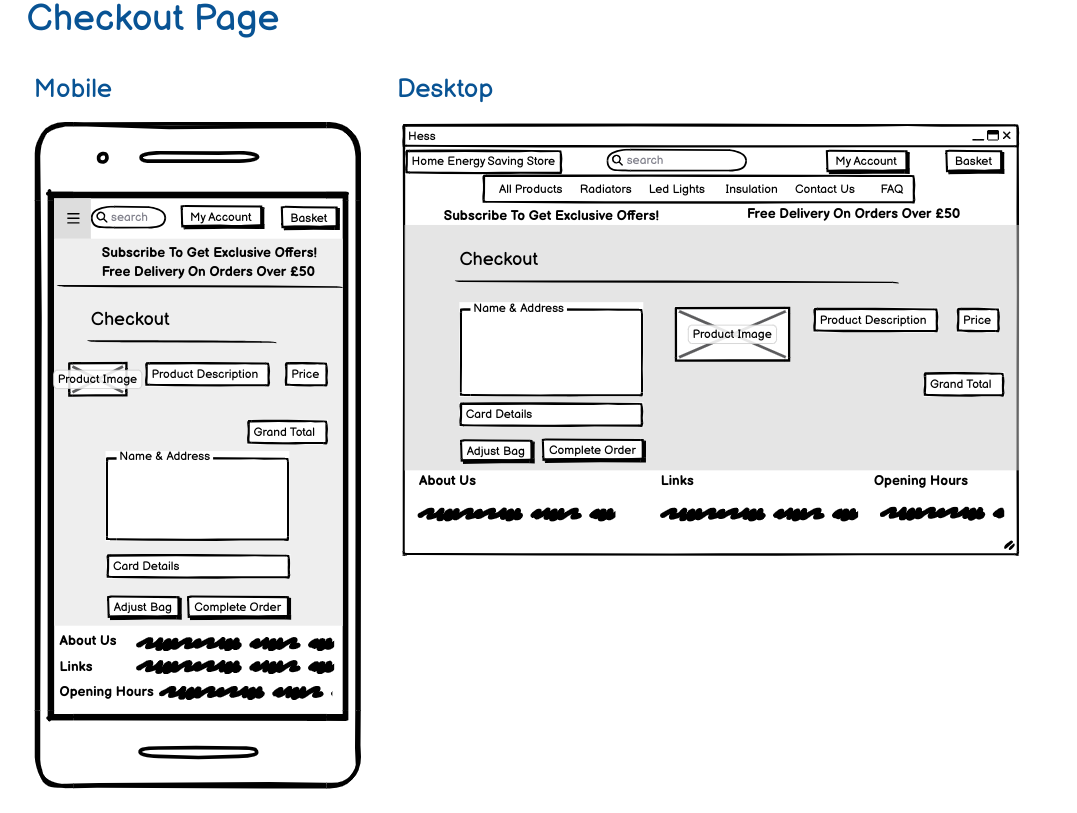 Checkout Page
Mobile
search
My Account
Basket
Subscribe To Get Exclusive Offers!
Free Delivery On Orders Over £50
Checkout
Product Image
Product Description
Price
Grand Total
Name & Address
Card Details
Adjust Bag
Complete Order
About Us
Links
Opening Hours
Desktop
Hess
Home Energy Saving Store
search
My Account
Basket
All Products Radiators Led Lights Insulation Contact Us FAQ
Subscribe To Get Exclusive Offers!
Free Delivery On Orders Over £50
Checkout
Name & Address
Product Image
Product Description
Price
Grand Total
Card Details
Adjust Bag
Complete Order
About Us
Links
Opening Hours